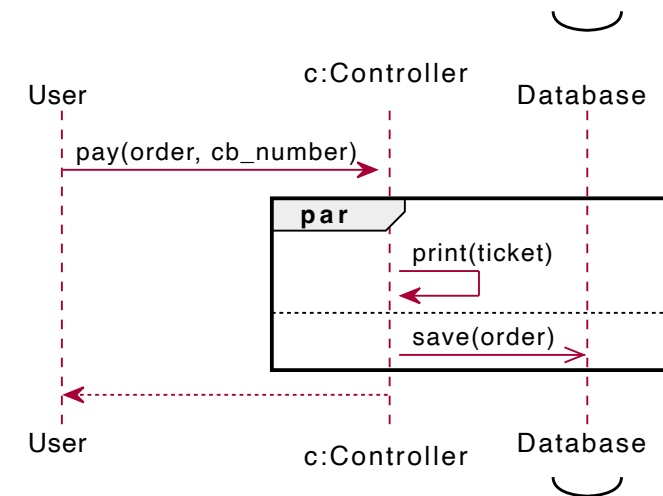 c:Controller
User
Database
pay(order, cb_number)
par
print(ticket)
save(order)
User
Database
c:Controller